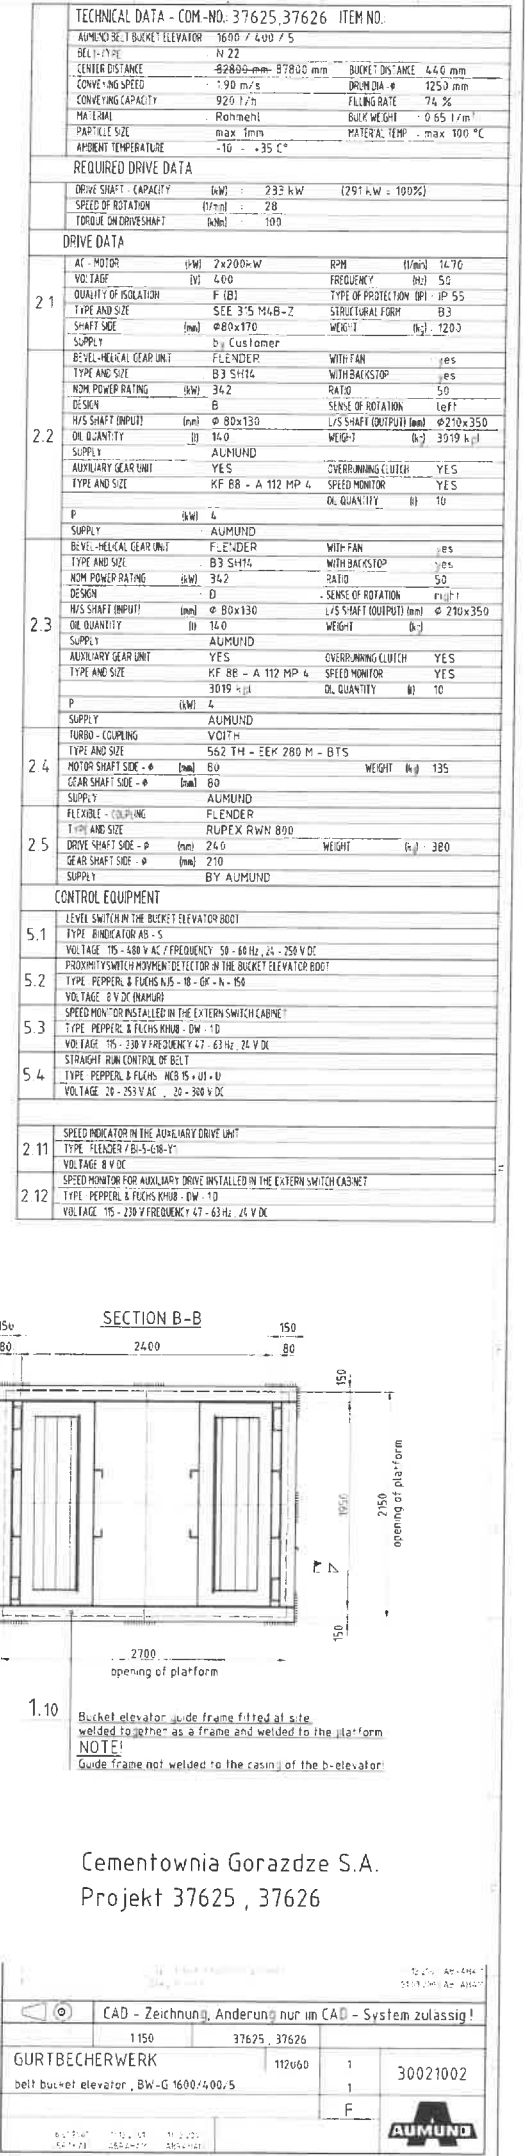 TECHNICAL DATA - COM.-NO.: 37625,37626 ITEM NO.:
AUMUND BELT BUCKET ELEVATOR 1600 / 400 / 5
BELT-TYPE : N 22
CENTER DISTANCE : 82800 mm 87800 mm BUCKET DISTANCE 440 mm
CONVEYING SPEED : 1.90 m/s DRUM DIA.-ø 1250 mm
CONVEYING CAPACITY 920 t/h FILLING RATE 74 %
MATERIAL : Rohmehl BULK WEIGHT : 0.65 t/m³
PARTICLE SIZE max 1mm MATERIAL TEMP. max 100 °C
AMBIENT TEMPERATURE -10 - +35 C°
REQUIRED DRIVE DATA
DRIVE SHAFT - CAPACITY (kW) : 233 kW (291 kW = 100%)
SPEED OF ROTATION (1/min) : 28
TORQUE ON DRIVESHAFT (kNm) : 100
DRIVE DATA
2.1
AC - MOTOR (kW) 2x200kW RPM (1/min) 1470
VOLTAGE (V) 400 FREQUENCY (Hz) 50
QUALITY OF ISOLATION F (B) TYPE OF PROTECTION (IP) IP 55
TYPE AND SIZE SEE 315 M4B-Z STRUCTURAL FORM B3
SHAFT SIDE (mm) ø80x170 WEIGHT (kg) 1200
SUPPLY by Customer
2.2
BEVEL-HELICAL GEAR UNIT FLENDER WITH FAN yes
TYPE AND SIZE B3 SH14 WITH BACKSTOP yes
NOM. POWER RATING (kW) 342 RATIO 50
DESIGN B SENSE OF ROTATION left
H/S SHAFT (INPUT) (mm) ø 80x130 L/S SHAFT (OUTPUT) (mm) ø210x350
OIL QUANTITY (l) 140 WEIGHT (kg) 3019 kgl
SUPPLY AUMUND
AUXILIARY GEAR UNIT YES OVERRUNNING CLUTCH YES
TYPE AND SIZE KF 88 - A 112 MP 4 SPEED MONITOR YES
OIL QUANTITY (l) 10
P (kW) 4
SUPPLY AUMUND
2.3
BEVEL-HELICAL GEAR UNIT FLENDER WITH FAN yes
TYPE AND SIZE B3 SH14 WITH BACKSTOP yes
NOM POWER RATING (kW) 342 RATIO 50
DESIGN D SENSE OF ROTATION right
H/S SHAFT (INPUT) (mm) ø 80x130 L/S SHAFT (OUTPUT) (mm) ø 210x350
OIL QUANTITY (l) 140 WEIGHT (kg)
SUPPLY AUMUND
AUXILIARY GEAR UNIT YES OVERRUNNING CLUTCH YES
TYPE AND SIZE KF 88 - A 112 MP 4 SPEED MONITOR YES
3019 kgl OIL QUANTITY (l) 10
P (kW) 4
SUPPLY AUMUND
2.4
TURBO - COUPLING VOITH
TYPE AND SIZE 562 TH - EEK 280 M - BTS
MOTOR SHAFT SIDE - ø (mm) 80 WEIGHT (kg) 135
GEAR SHAFT SIDE - ø (mm) 80
SUPPLY AUMUND
2.5
FLEXIBLE - COUPLING FLENDER
TYPE AND SIZE RUPEX RWN 800
DRIVE SHAFT SIDE - ø (mm) 240 WEIGHT (kg) 380
GEAR SHAFT SIDE - ø (mm) 210
SUPPLY BY AUMUND
CONTROL EQUIPMENT
5.1
LEVEL SWITCH IN THE BUCKET ELEVATOR BOOT
TYPE BINDICATOR AB - S
VOLTAGE 115 - 480 V AC / FREQUENCY 50 - 60 Hz , 24 - 250 V DC
5.2
PROXIMITYSWITCH MOVMENTDETECTOR IN THE BUCKET ELEVATOR BOOT
TYPE PEPPERL & FUCHS NJ5 - 18 - GK - N - 150
VOLTAGE 8 V DC (NAMUR)
5.3
SPEED MONITOR INSTALLED IN THE EXTERN SWITCH CABINET
TYPE PEPPERL & FUCHS KHU8 - DW - 1.D
VOLTAGE 115 - 230 V FREQUENCY 47 - 63 Hz , 24 V DC
5.4
STRAIGHT RUN CONTROL OF BELT
TYPE PEPPERL & FUCHS NCB 15 + U1 + U
VOLTAGE 20 - 253 V AC , 20 - 300 V DC
2.11
SPEED INDICATOR IN THE AUXILIARY DRIVE UNIT
TYPE FLENDER / BI-5-G18-Y1
VOLTAGE 8 V DC
2.12
SPEED MONITOR FOR AUXILIARY DRIVE INSTALLED IN THE EXTERN SWITCH CABINET
TYPE PEPPERL & FUCHS KHU8 - DW - 1.D
VOLTAGE 115 - 230 V FREQUENCY 47 - 63 Hz , 24 V DC
SECTION B-B
150 150
80 2400 80
150
1950
2150
opening of platform
150
2700
opening of platform
1.10
Bucket elevator guide frame fitted at site
welded together as a frame and welded to the platform
NOTE!
Guide frame not welded to the casing of the b-elevator!
Cementownia Gorazdze S.A.
Projekt 37625 , 37626
CAD - Zeichnung, Anderung nur im CAD - System zulassig!
1:150 37625 , 37626
GURTBECHERWERK 112060 1 30021002
belt bucket elevator , BW-G 1600/400/5 1
F
AUMUND